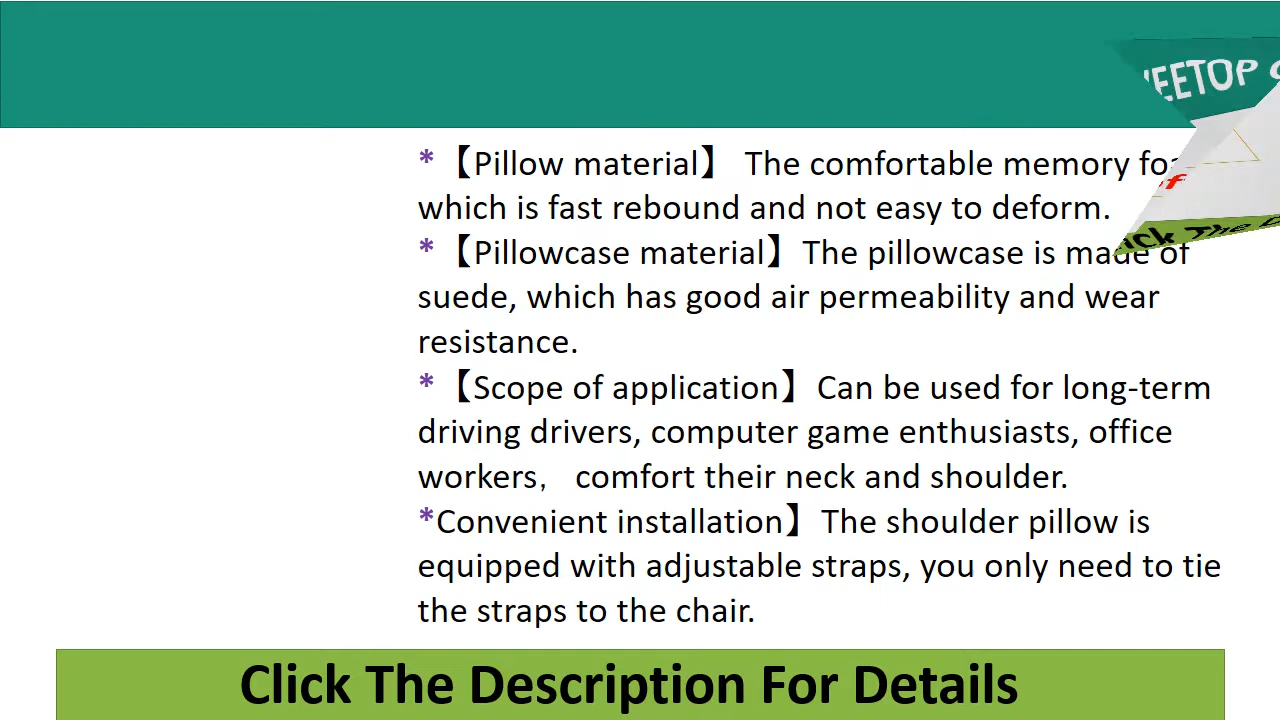 *【Pillow material】 The comfortable memory
which is fast rebound and not easy to deform.
*【Pillowcase material】The pillowcase is made of
suede, which has good air permeability and wear
resistance.
*【Scope of application】Can be used for long-term
driving drivers, computer game enthusiasts, office
workers， comfort their neck and shoulder.
*Convenient installation】The shoulder pillow is
equipped with adjustable straps, you only need to tie
the straps to the chair.
Click The Description For Details